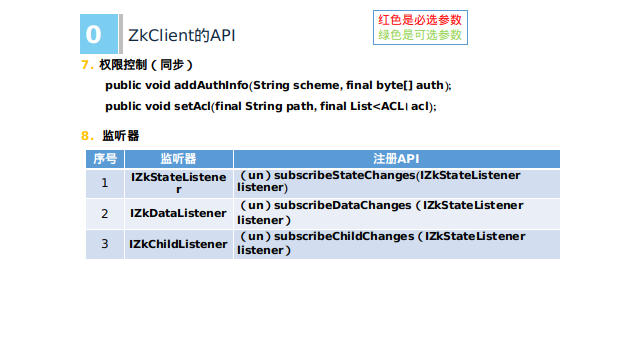 0
ZkClient的API
红色是必选参数
绿色是可选参数
7. 权限控制（同步）
public void addAuthInfo(String scheme, final byte[] auth);
public void setAcl(final String path, final List<ACL> acl);
8. 监听器
序号 监听器 注册API
1 IZkStateListene
r
（un）subscribeStateChanges(IZkStateListener
listener)
2 IZkDataListener
（un）subscribeDataChanges（IZkStateListener
listener）
3 IZkChildListener
（un）subscribeChildChanges（IZkStateListener
listener）